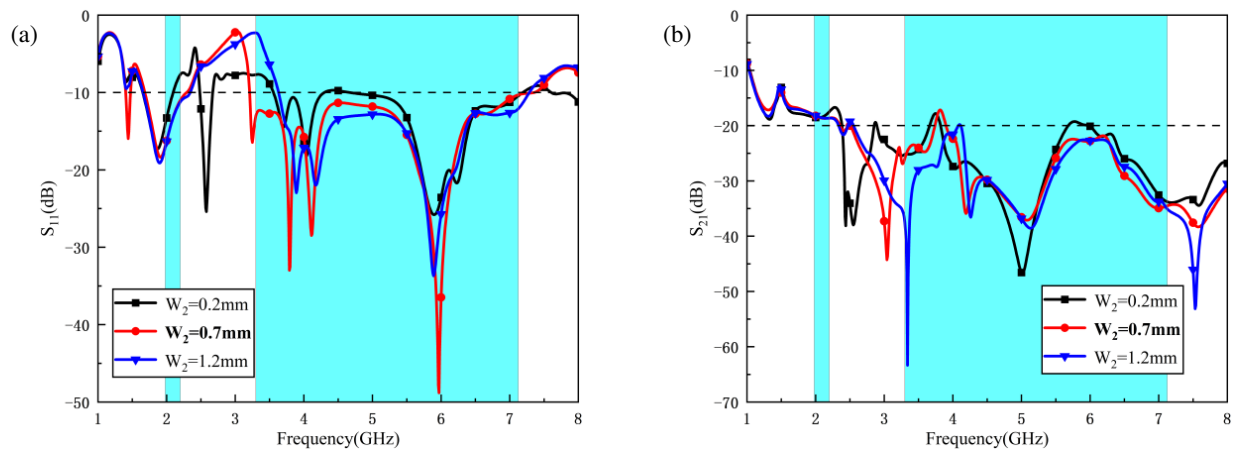 (a)
0
-10
-20
-30
-40
-50
S11(dB)
W2=0.2mm
W2=0.7mm
W2=1.2mm
1 2 3 4 5 6 7 8
Frequency(GHz)
(b)
0
-10
-20
-30
-40
-50
-60
-70
S21(dB)
W2=0.2mm
W2=0.7mm
W2=1.2mm
1 2 3 4 5 6 7 8
Frequency(GHz)